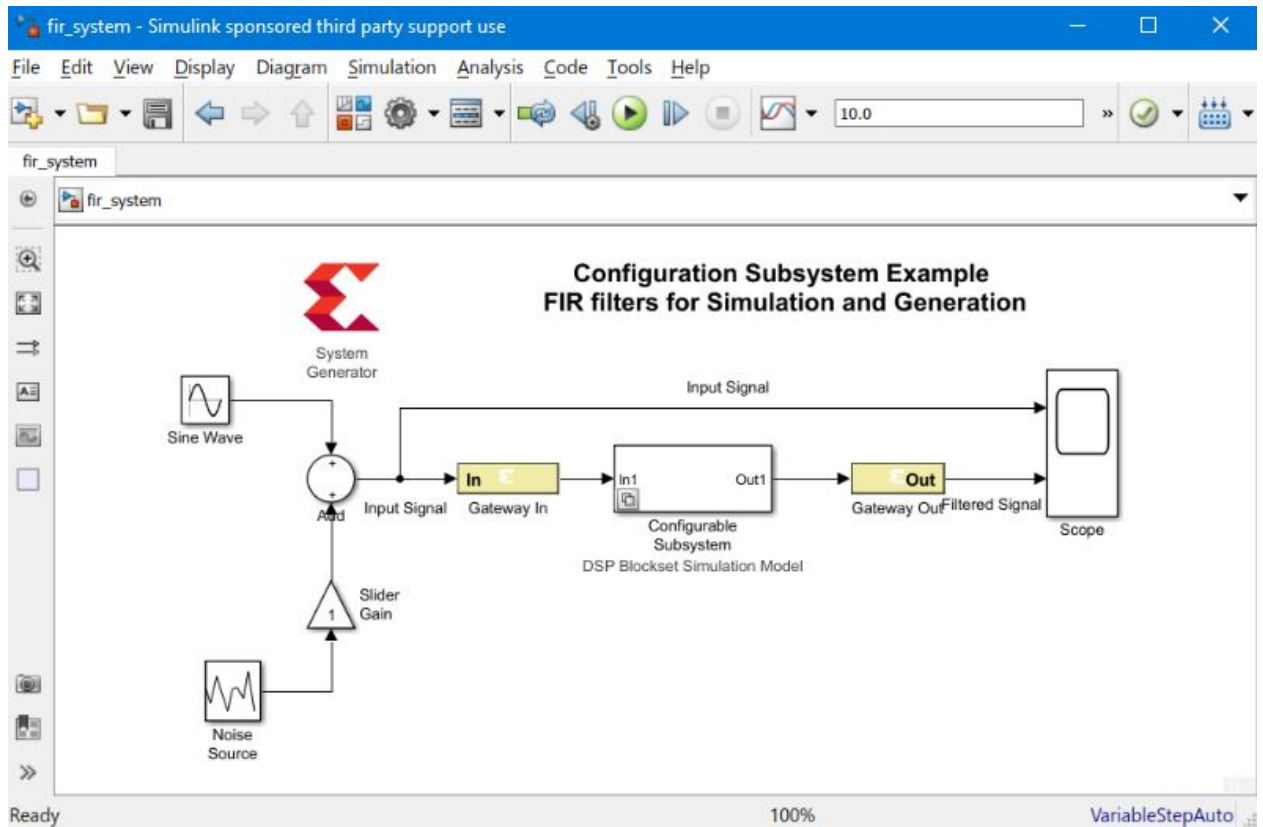 fir_system - Simulink sponsored third party support use
File Edit View Display Diagram Simulation Analysis Code Tools Help
10.0
»
fir_system
fir_system
Configuration Subsystem Example
FIR filters for Simulation and Generation
System
Generator
Input Signal
Sine Wave
+
+
Add
Input Signal
In
Gateway In
In1
Out1
Configurable
Subsystem
DSP Blockset Simulation Model
Out
Gateway Out
Filtered Signal
Scope
1
Slider
Gain
Noise
Source
Ready
100%
VariableStepAuto